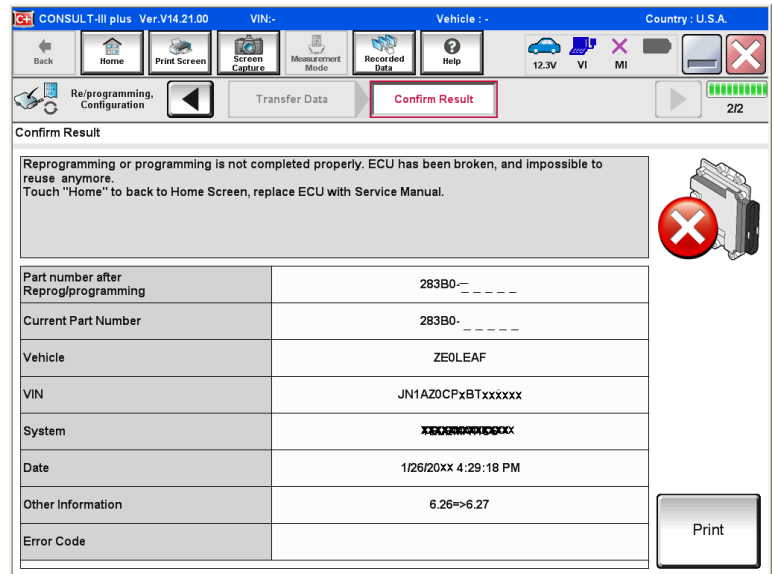 C+ CONSULT-III plus Ver.V14.21.00 VIN:- Vehicle : - Country : U.S.A.
Back Home Print Screen Screen Capture Measurement Mode Recorded Data Help 12.3V VI MI
Re/programming, Configuration Transfer Data Confirm Result 2/2
Confirm Result
Reprogramming or programming is not completed properly. ECU has been broken, and impossible to
reuse anymore.
Touch "Home" to back to Home Screen, replace ECU with Service Manual.
Part number after
Reprog/programming 283B0-_ _ _ _ _
Current Part Number 283B0- _ _ _ _ _
Vehicle ZE0LEAF
VIN JN1AZ0CPxBTxxxxxx
System
Date 1/26/20xx 4:29:18 PM
Other Information 6.26=>6.27
Error Code
Print